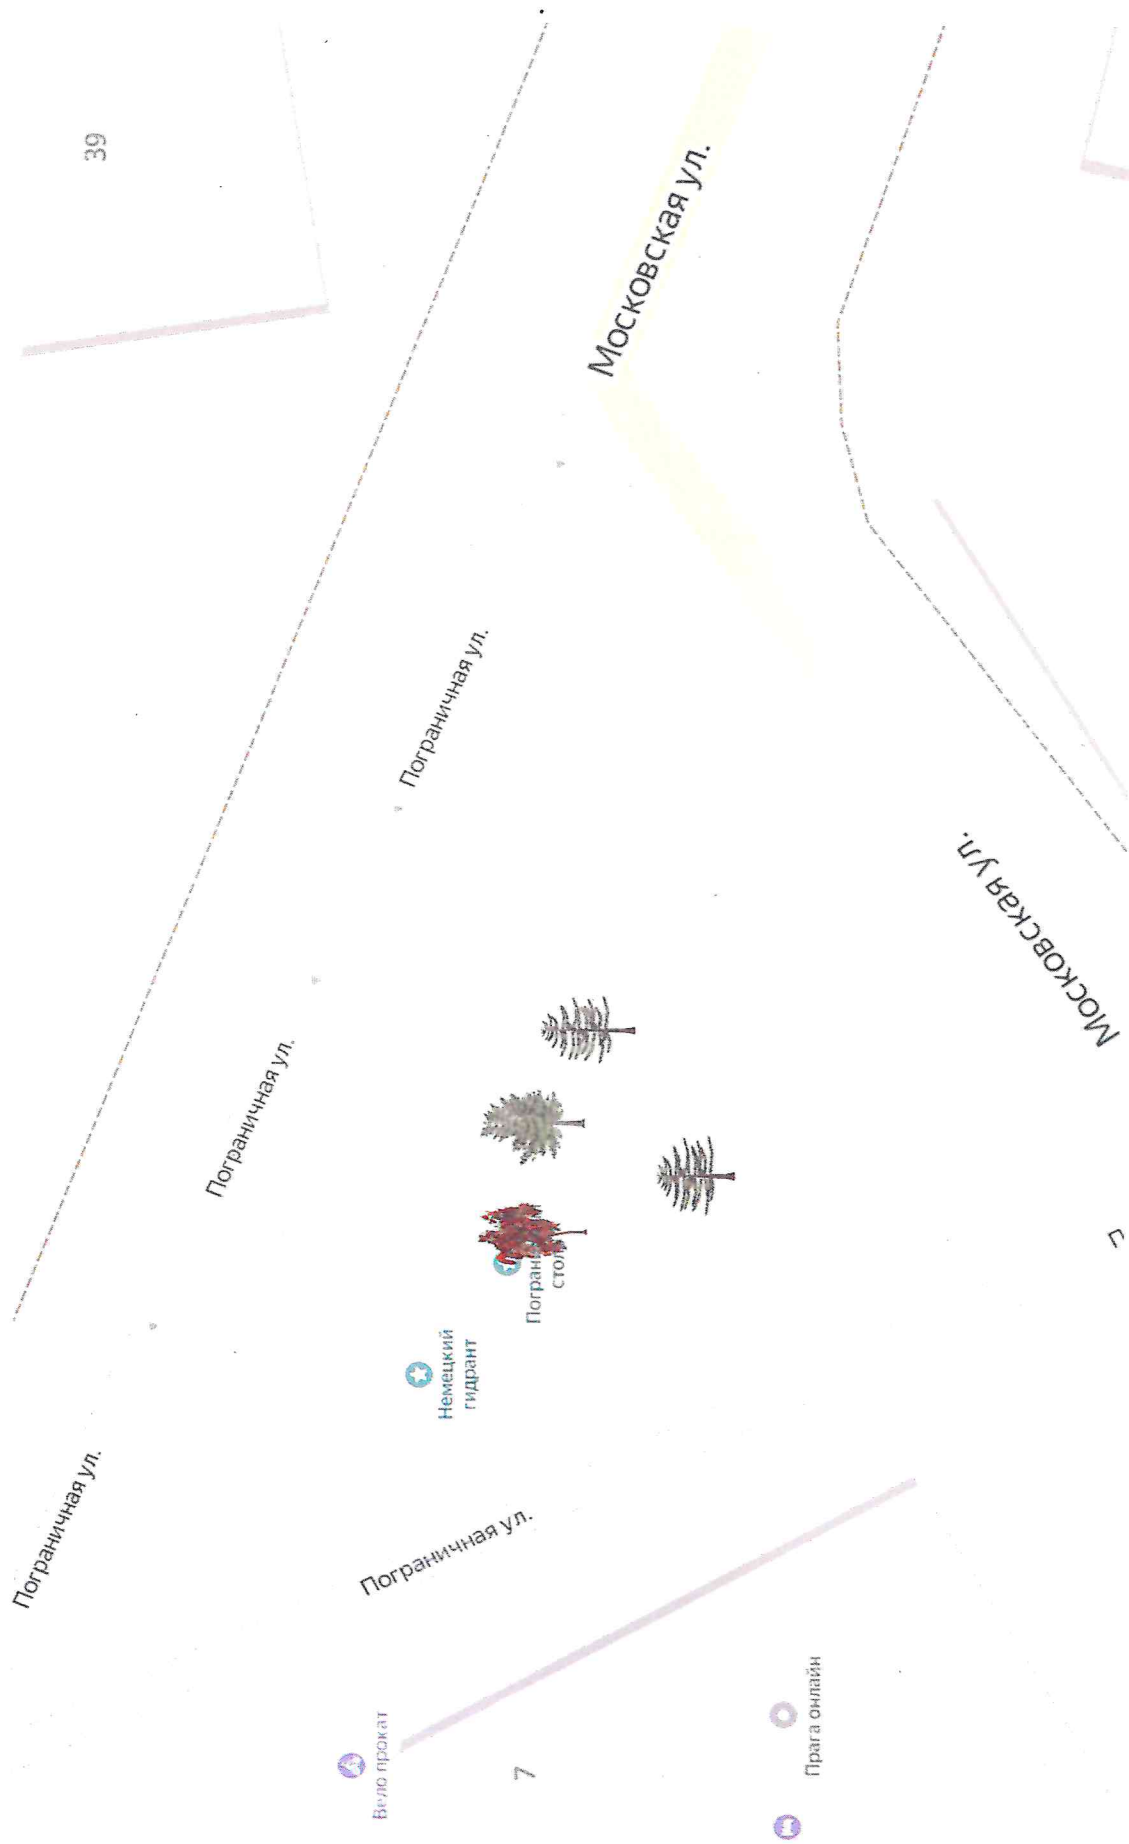 39
Московская ул.
Пограничная ул.
Пограничная ул.
Московская ул.
Немецкий
гидрант
Пограничная ул.
Пограничная ул.
Вело прокат
7
Прага онлайн